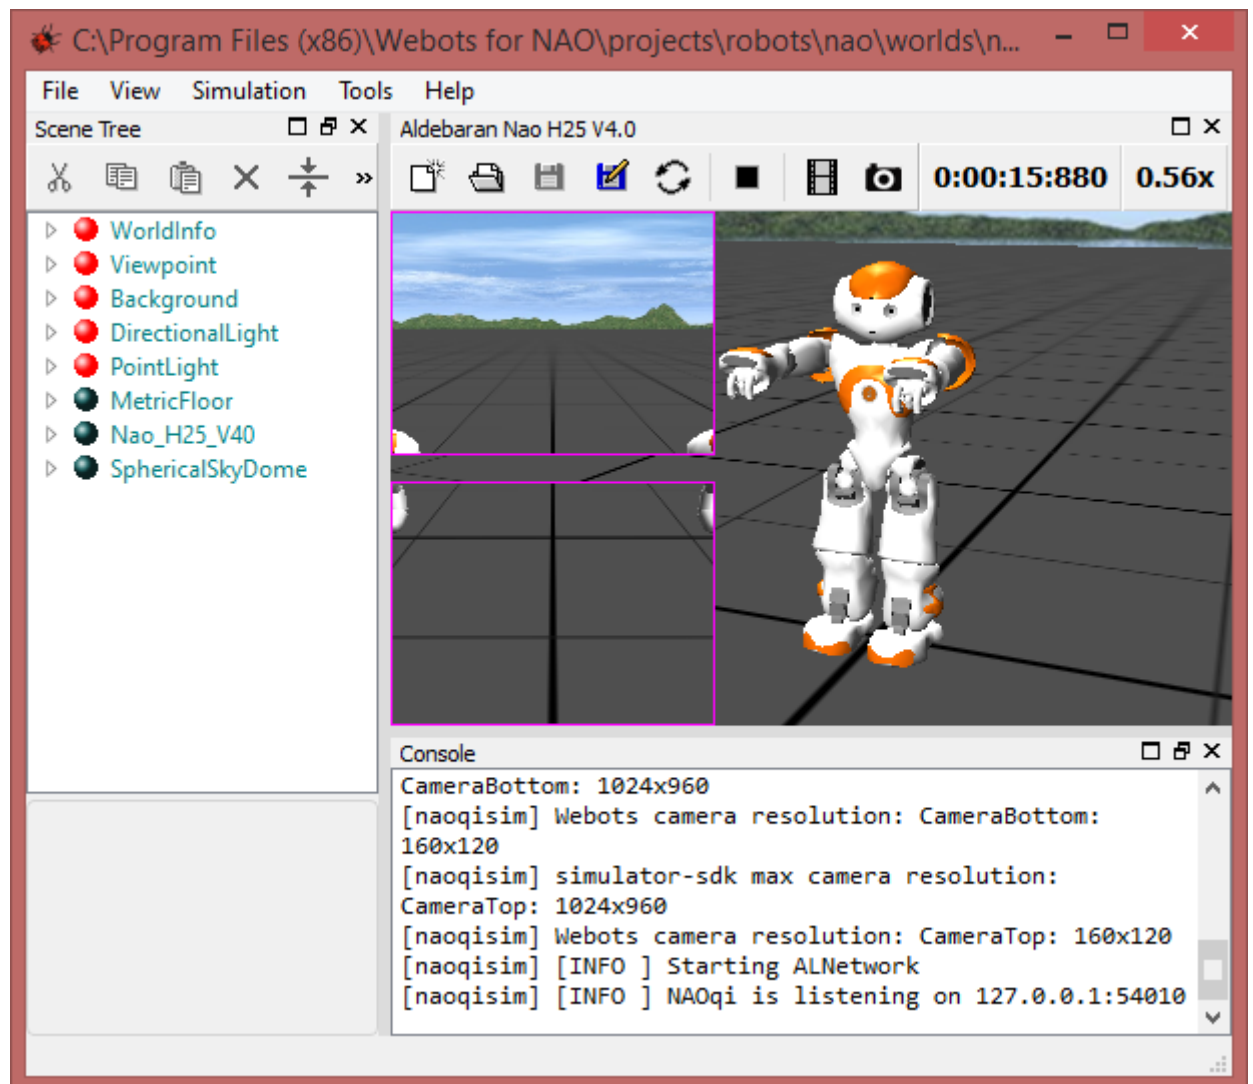 C:\Program Files (x86)\Webots for NAO\projects\robots\nao\worlds\n...
File View Simulation Tools Help
Scene Tree
Aldebaran Nao H25 V4.0
0:00:15:880 0.56x
WorldInfo
Viewpoint
Background
DirectionalLight
PointLight
MetricFloor
Nao_H25_V40
SphericalSkyDome
Console
CameraBottom: 1024x960
[naoqisim] Webots camera resolution: CameraBottom:
160x120
[naoqisim] simulator-sdk max camera resolution:
CameraTop: 1024x960
[naoqisim] Webots camera resolution: CameraTop: 160x120
[naoqisim] [INFO ] Starting ALNetwork
[naoqisim] [INFO ] NAOqi is listening on 127.0.0.1:54010